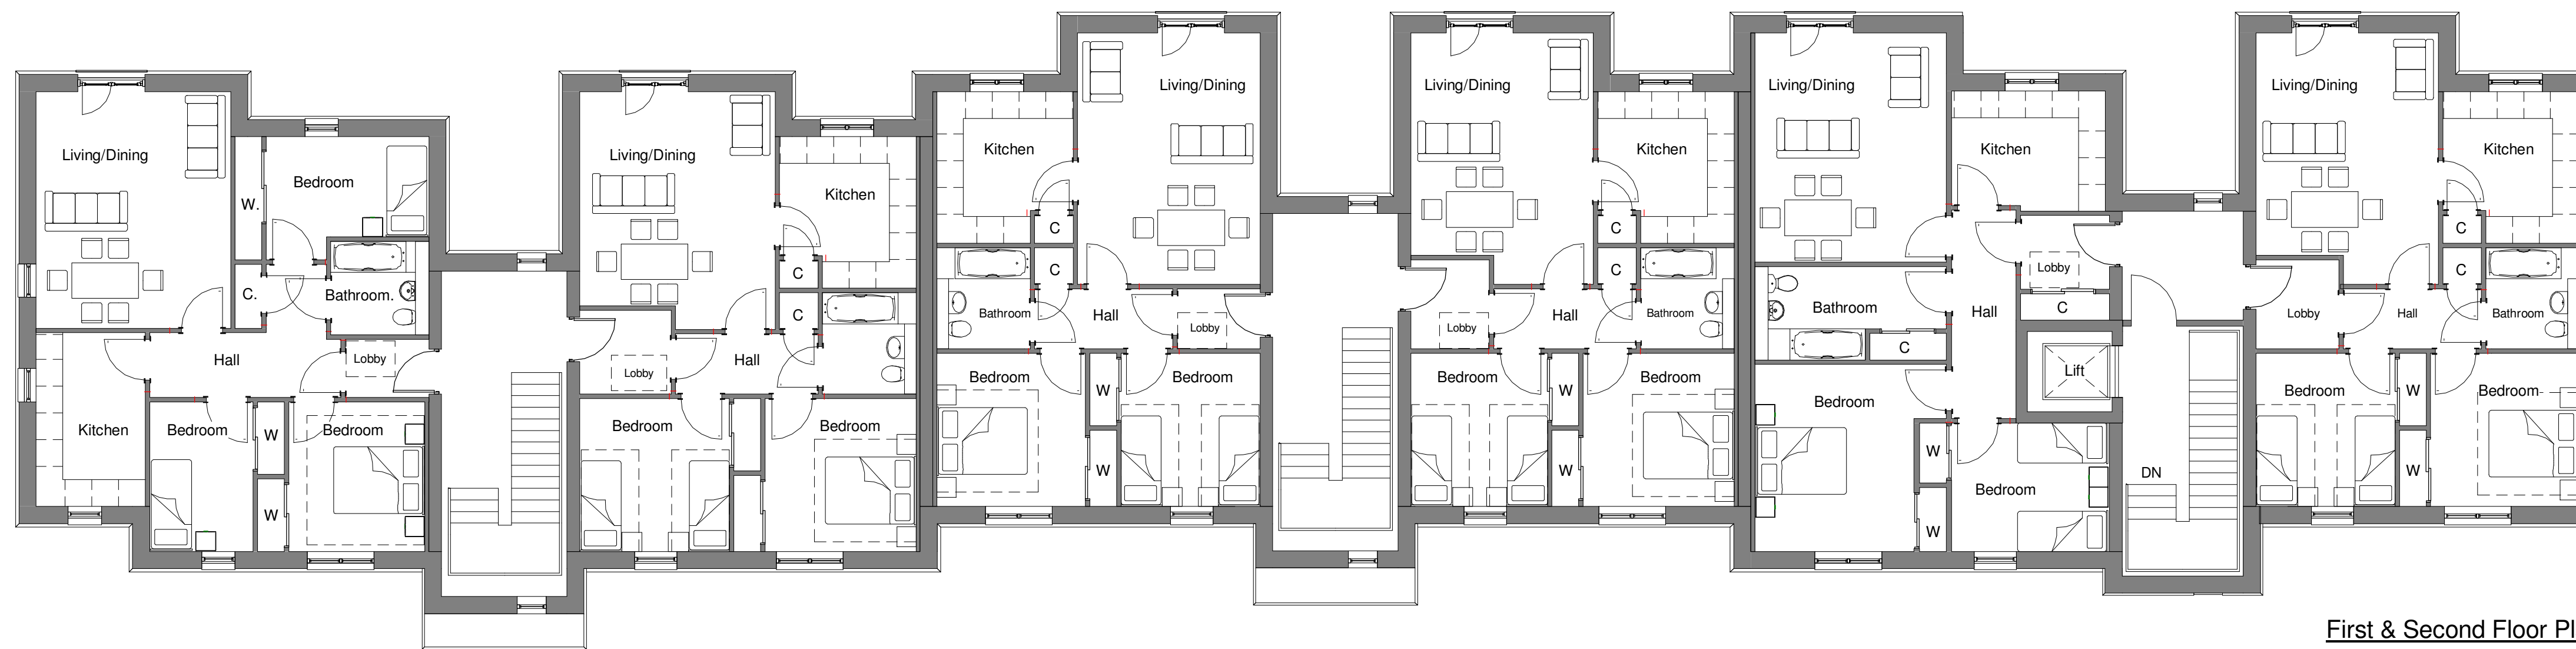 Living/Dining
W.
Bedroom
C.
Bathroom.
Hall
Lobby
Kitchen
Bedroom
W
W
Bedroom
Living/Dining
Kitchen
C
C
Lobby
Hall
Bedroom
Bedroom
Kitchen
Living/Dining
C
C
Bathroom
Hall
Lobby
Bedroom
W
W
Bedroom
Living/Dining
Kitchen
C
C
Lobby
Hall
Bathroom
Bedroom
W
W
Bedroom
Living/Dining
Kitchen
Lobby
C
Bathroom
Hall
C
Lift
Bedroom
W
W
Bedroom
DN
Living/Dining
Kitchen
C
C
Lobby
Hall
Bathroom
Bedroom
W
W
Bedroom
First & Second Floor Pl